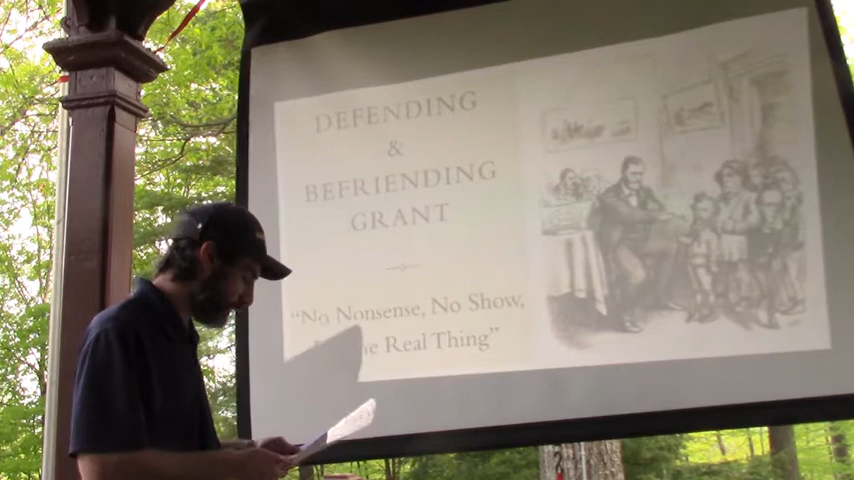 DEFENDING
&
BEFRIENDING
GRANT
“No Nonsense, No Show,
Real Thing”